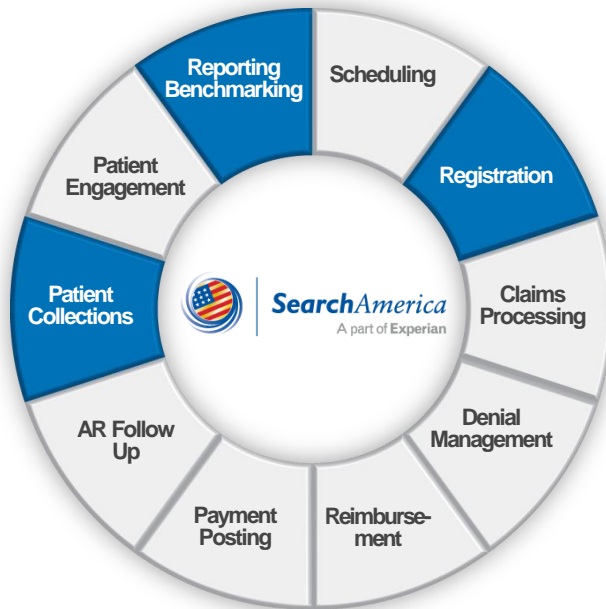 Reporting
Benchmarking
Scheduling
Registration
Claims
Processing
Denial
Management
Reimburse-
ment
Payment
Posting
AR Follow
Up
Patient
Collections
Patient
Engagement
SearchAmerica
A part of Experian